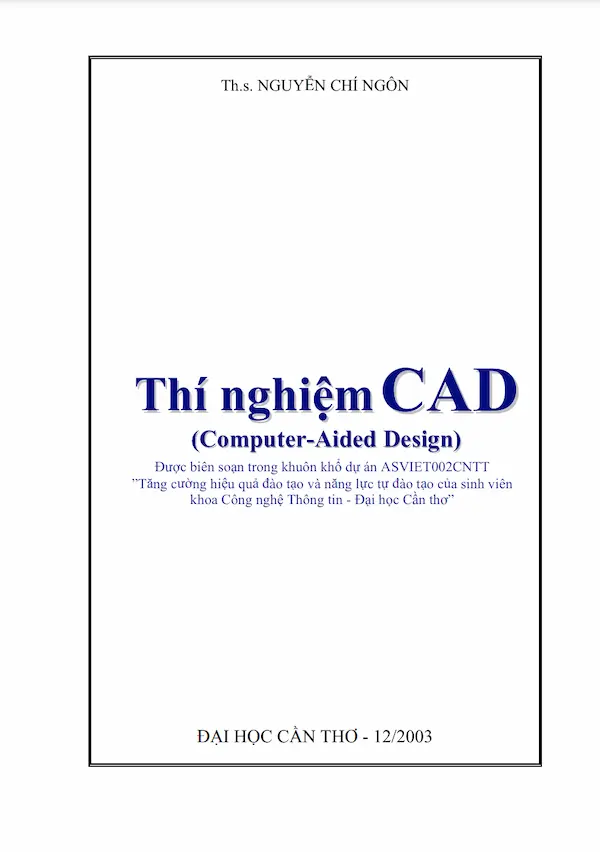 Th.s. NGUYỄN CHÍ NGÔN
Thí nghiệm CAD
(Computer-Aided Design)
Được biên soạn trong khuôn khổ dự án ASVIET002CNTT
”Tăng cường hiệu quả đào tạo và năng lực tự đào tạo của sinh viên
khoa Công nghệ Thông tin - Đại học Cần thơ”
ĐẠI HỌC CẦN THƠ - 12/2003